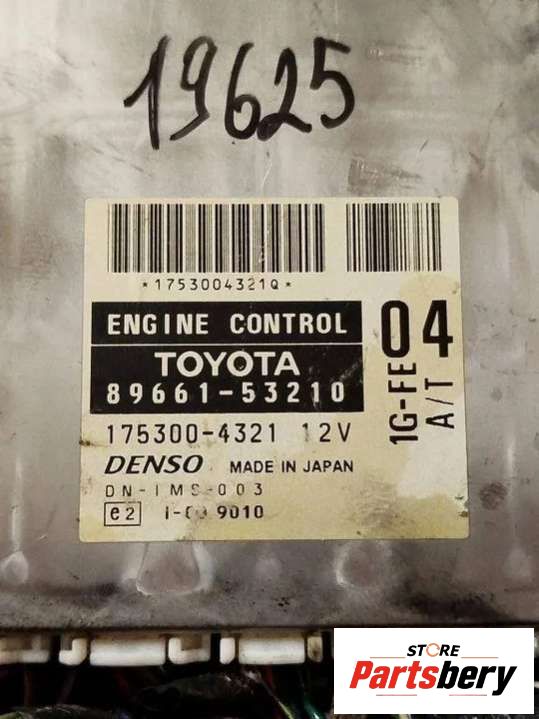 19625
*1753004321Q*
ENGINE CONTROL
TOYOTA
89661-53210
175300-4321 12V
DENSO MADE IN JAPAN
DN-IMS-003
e2 9010
04
1G-FE
A/T
STORE
Partsbery